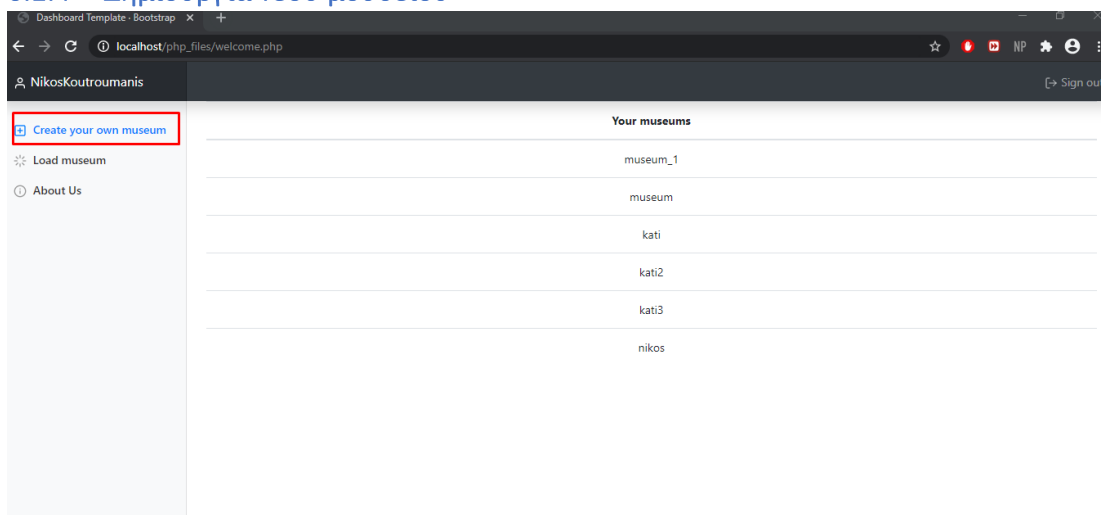 Dashboard Template · Bootstrap
localhost/php_files/welcome.php
NP
NikosKoutroumanis
Sign out
Create your own museum
Your museums
Load museum
museum_1
About Us
museum
kati
kati2
kati3
nikos